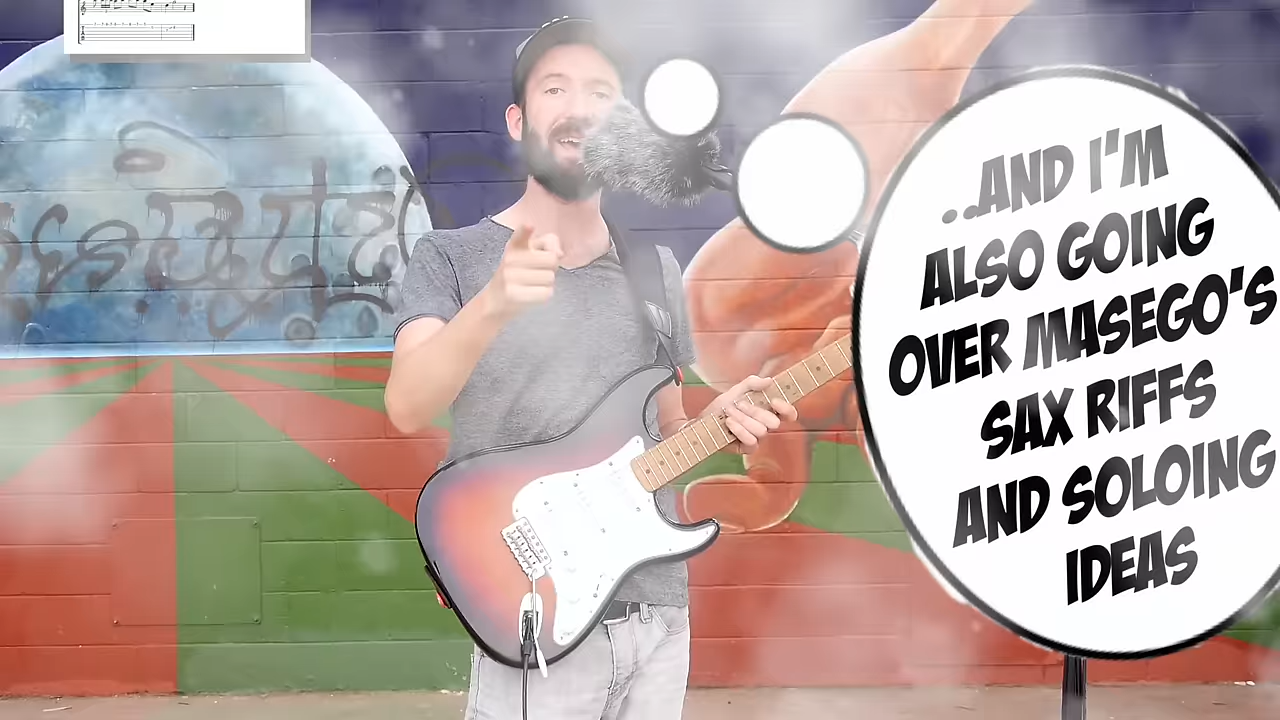 ..AND I'M
ALSO GOING
OVER MASEGO'S
SAX RIFFS
AND SOLOING
IDEAS